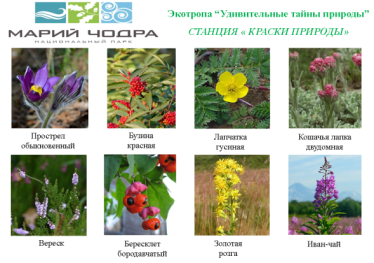 Экотропа “Удивительные тайны природы”
МАРИЙ ЧОДРА
НАЦИОНАЛЬНЫЙ ПАРК
СТАНЦИЯ « КРАСКИ ПРИРОДЫ»
Прострел
обыкновенный
Бузина
красная
Лапчатка
гусиная
Кошачья лапка
двудомная
Вереск
Бересклет
бородавчатый
Золотая
розга
Иван-чай